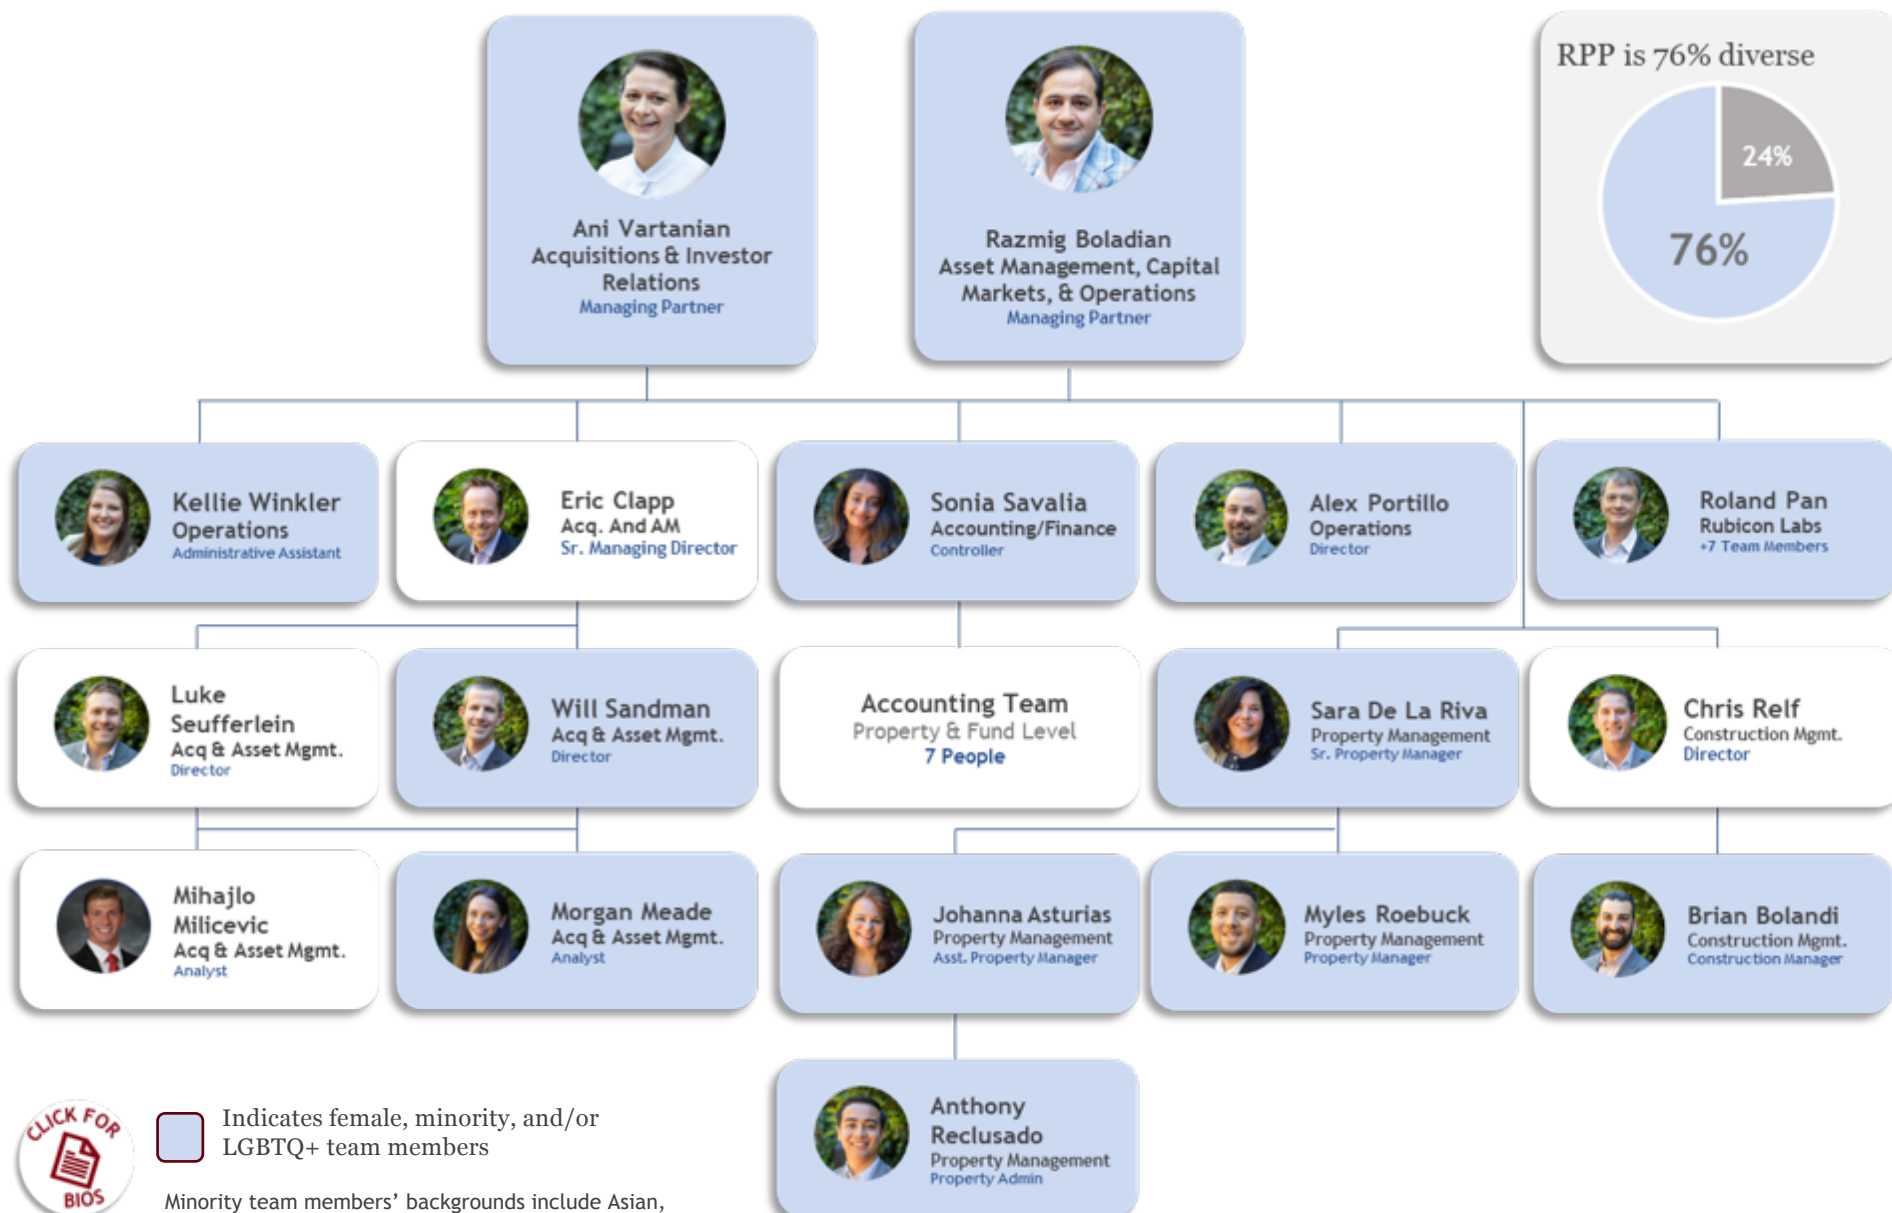 RPP is 76% diverse
24%
76%
Ani Vartanian
Acquisitions & Investor
Relations
Managing Partner
Razmig Boladian
Asset Management, Capital
Markets, & Operations
Managing Partner
Kellie Winkler
Operations
Administrative Assistant
Eric Clapp
Acq. And AM
Sr. Managing Director
Sonia Savalia
Accounting/Finance
Controller
Alex Portillo
Operations
Director
Roland Pan
Rubicon Labs
+7 Team Members
Luke
Seufferlein
Acq & Asset Mgmt.
Director
Will Sandman
Acq & Asset Mgmt.
Director
Accounting Team
Property & Fund Level
7 People
Sara De La Riva
Property Management
Sr. Property Manager
Chris Relf
Construction Mgmt.
Director
Mihajlo
Milicevic
Acq & Asset Mgmt.
Analyst
Morgan Meade
Acq & Asset Mgmt.
Analyst
Johanna Asturias
Property Management
Asst. Property Manager
Myles Roebuck
Property Management
Property Manager
Brian Bolandi
Construction Mgmt.
Construction Manager
Anthony
Reclusado
Property Management
Property Admin
CLICK FOR
BIOS
Indicates female, minority, and/or
LGBTQ+ team members
Minority team members’ backgrounds include Asian,